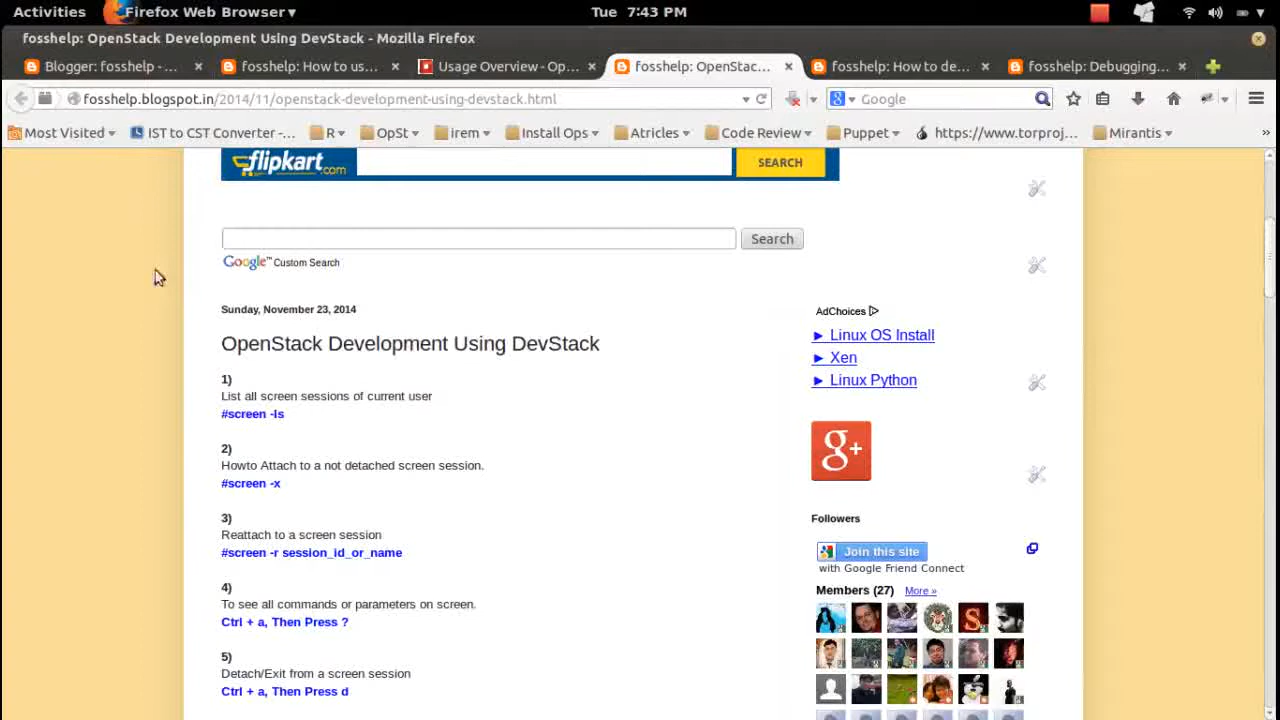 Activities
Firefox Web Browser ▾
Tue 7:43 PM
fosshelp: OpenStack Development Using DevStack - Mozilla Firefox
Blogger: fosshelp - ...
fosshelp: How to us...
Usage Overview - Op...
fosshelp: OpenStac...
fosshelp: How to de...
fosshelp: Debugging...
fosshelp.blogspot.in/2014/11/openstack-development-using-devstack.html
Google
Most Visited
IST to CST Converter -...
R
OpSt
irem
Install Ops
Atricles
Code Review
Puppet
https://www.torproj...
Mirantis
»
flipkart.com
SEARCH
Search
Google™ Custom Search
Sunday, November 23, 2014
OpenStack Development Using DevStack
1)
List all screen sessions of current user
#screen -ls
2)
Howto Attach to a not detached screen session.
#screen -x
3)
Reattach to a screen session
#screen -r session_id_or_name
4)
To see all commands or parameters on screen.
Ctrl + a, Then Press ?
5)
Detach/Exit from a screen session
Ctrl + a, Then Press d
AdChoices
► Linux OS Install
► Xen
► Linux Python
g+
Followers
Join this site
with Google Friend Connect
Members (27) More »